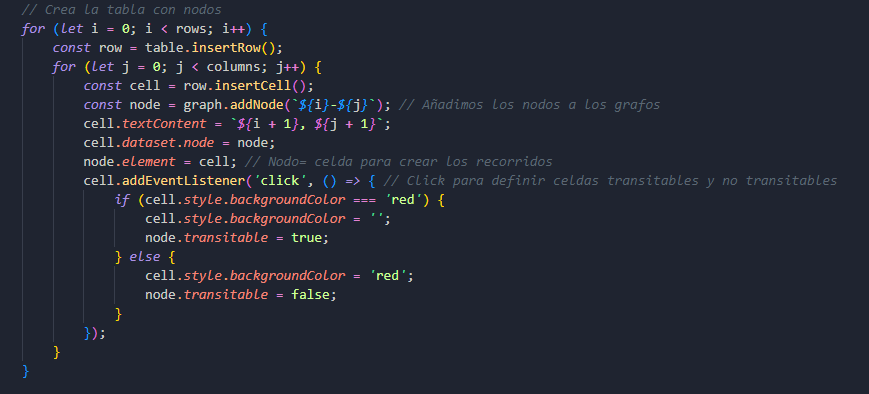 // Crea la tabla con nodos
for (let i = 0; i < rows; i++) {
    const row = table.insertRow();
    for (let j = 0; j < columns; j++) {
        const cell = row.insertCell();
        const node = graph.addNode(`${i}-${j}`); // Añadimos los nodos a los grafos
        cell.textContent = `${i + 1}, ${j + 1}`;
        cell.dataset.node = node;
        node.element = cell; // Nodo= celda para crear los recorridos
        cell.addEventListener('click', () => { // Click para definir celdas transitables y no transitables
            if (cell.style.backgroundColor === 'red') {
                cell.style.backgroundColor = '';
                node.transitable = true;
            } else {
                cell.style.backgroundColor = 'red';
                node.transitable = false;
            }
        });
    }
}